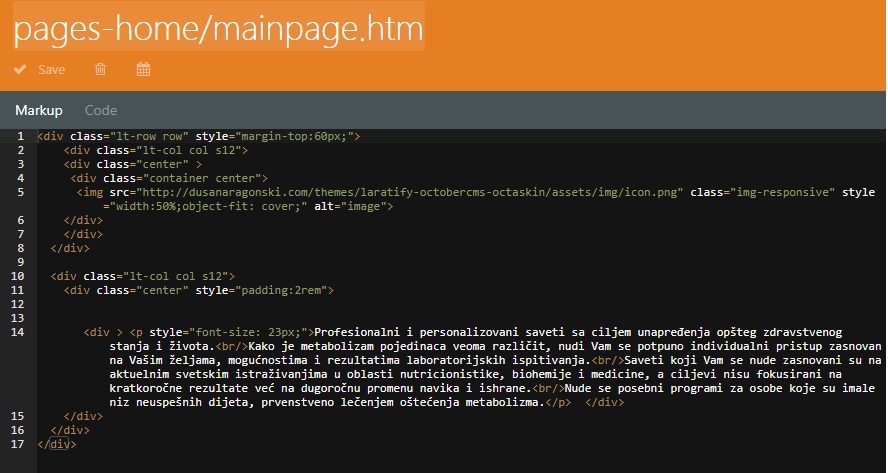 pages-home/mainpage.htm
Save
Markup Code
1 <div class="lt-row row" style="margin-top:60px;">
2 <div class="lt-col col s12">
3 <div class="center" >
4 <div class="container center">
5 <img src="http://dusanaragonski.com/themes/laratify-octobercms-octaskin/assets/img/icon.png" class="img-responsive" style
="width:50%;object-fit: cover;" alt="image">
6 </div>
7 </div>
8 </div>
9
10 <div class="lt-col col s12">
11 <div class="center" style="padding:2rem">
12
13
14 <div > <p style="font-size: 23px;">Profesionalni i personalizovani saveti sa ciljem unapređenja opšteg zdravstvenog
stanja i života.<br/>Kako je metabolizam pojedinaca veoma različit, nudi Vam se potpuno individualni pristup zasnovan
na Vašim željama, mogućnostima i rezultatima laboratorijskih ispitivanja.<br/>Saveti koji Vam se nude zasnovani su na
aktuelnim svetskim istraživanjima u oblasti nutricionistike, biohemije i medicine, a ciljevi nisu fokusirani na
kratkoročne rezultate već na dugoročnu promenu navika i ishrane.<br/>Nude se posebni programi za osobe koje su imale
niz neuspešnih dijeta, prvenstveno lečenjem oštećenja metabolizma.</p> </div>
15 </div>
16 </div>
17 </div>